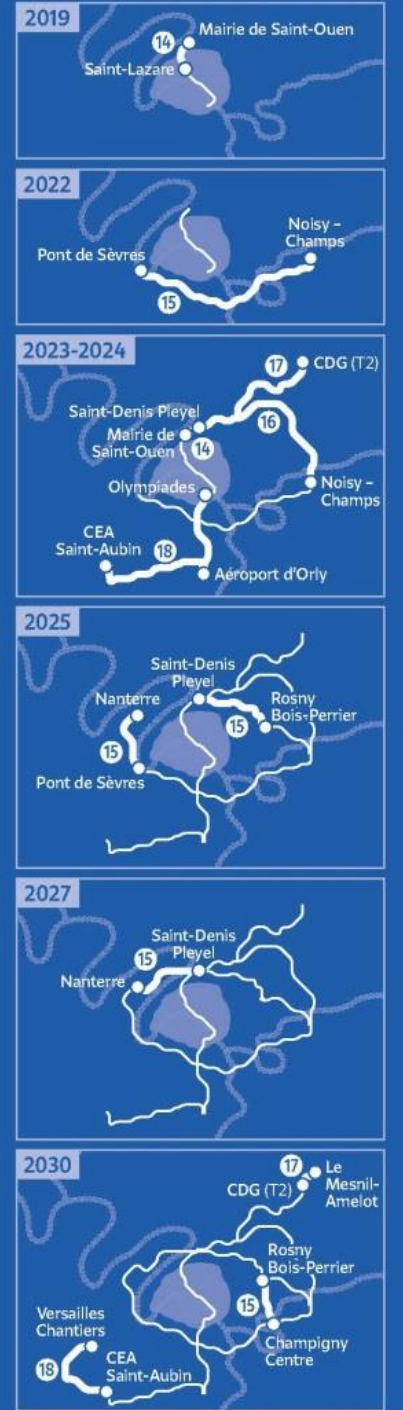 2019
Mairie de Saint-Ouen
14
Saint-Lazare
2022
Noisy –
Champs
Pont de Sèvres
15
2023-2024
17
CDG (T2)
Saint-Denis Pleyel
16
Mairie de
Saint-Ouen
14
Olympiades
Noisy –
Champs
CEA
Saint-Aubin
18
Aéroport d'Orly
2025
Saint-Denis
Pleyel
Nanterre
Rosny
Bois-Perrier
15
15
Pont de Sèvres
2027
Saint-Denis
Pleyel
15
Nanterre
2030
17
Le
Mesnil-
Amelot
CDG (T2)
Rosny
Bois-Perrier
15
Versailles
Chantiers
Champigny
Centre
18
CEA
Saint-Aubin